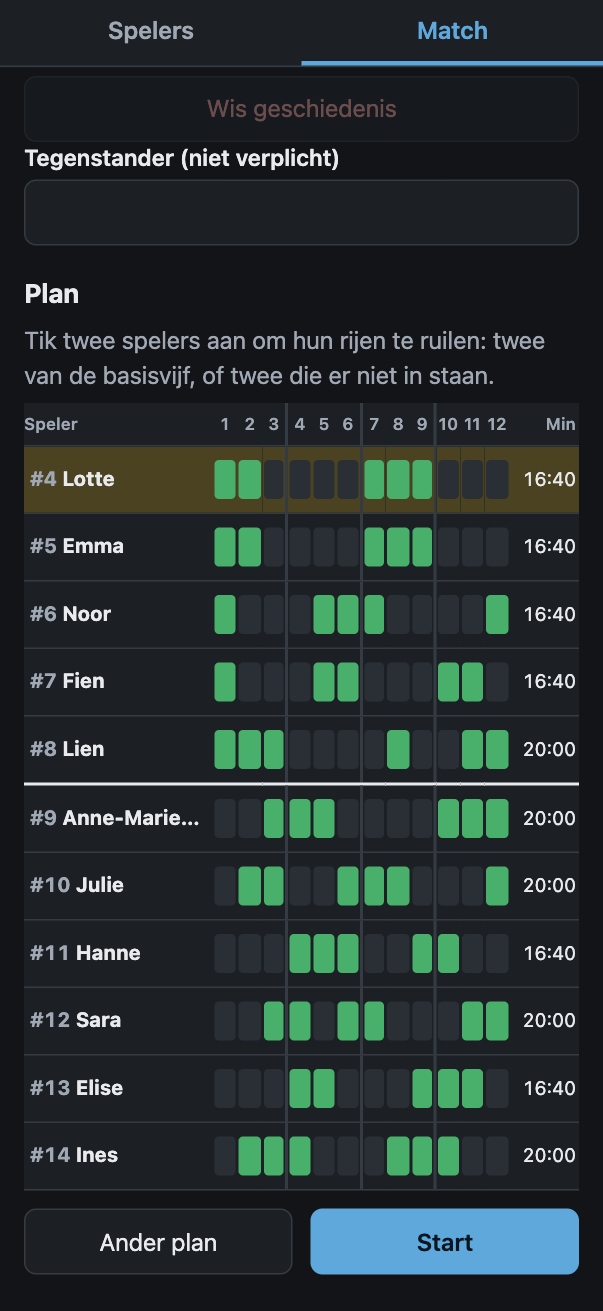 Spelers Match
Wis geschiedenis
Tegenstander (niet verplicht)
Plan
Tik twee spelers aan om hun rijen te ruilen: twee
van de basisvijf, of twee die er niet in staan.
Speler 1 2 3 4 5 6 7 8 9 10 11 12 Min
#4 Lotte 16:40
#5 Emma 16:40
#6 Noor 16:40
#7 Fien 16:40
#8 Lien 20:00
#9 Anne-Marie... 20:00
#10 Julie 20:00
#11 Hanne 16:40
#12 Sara 20:00
#13 Elise 16:40
#14 Ines 20:00
Ander plan Start